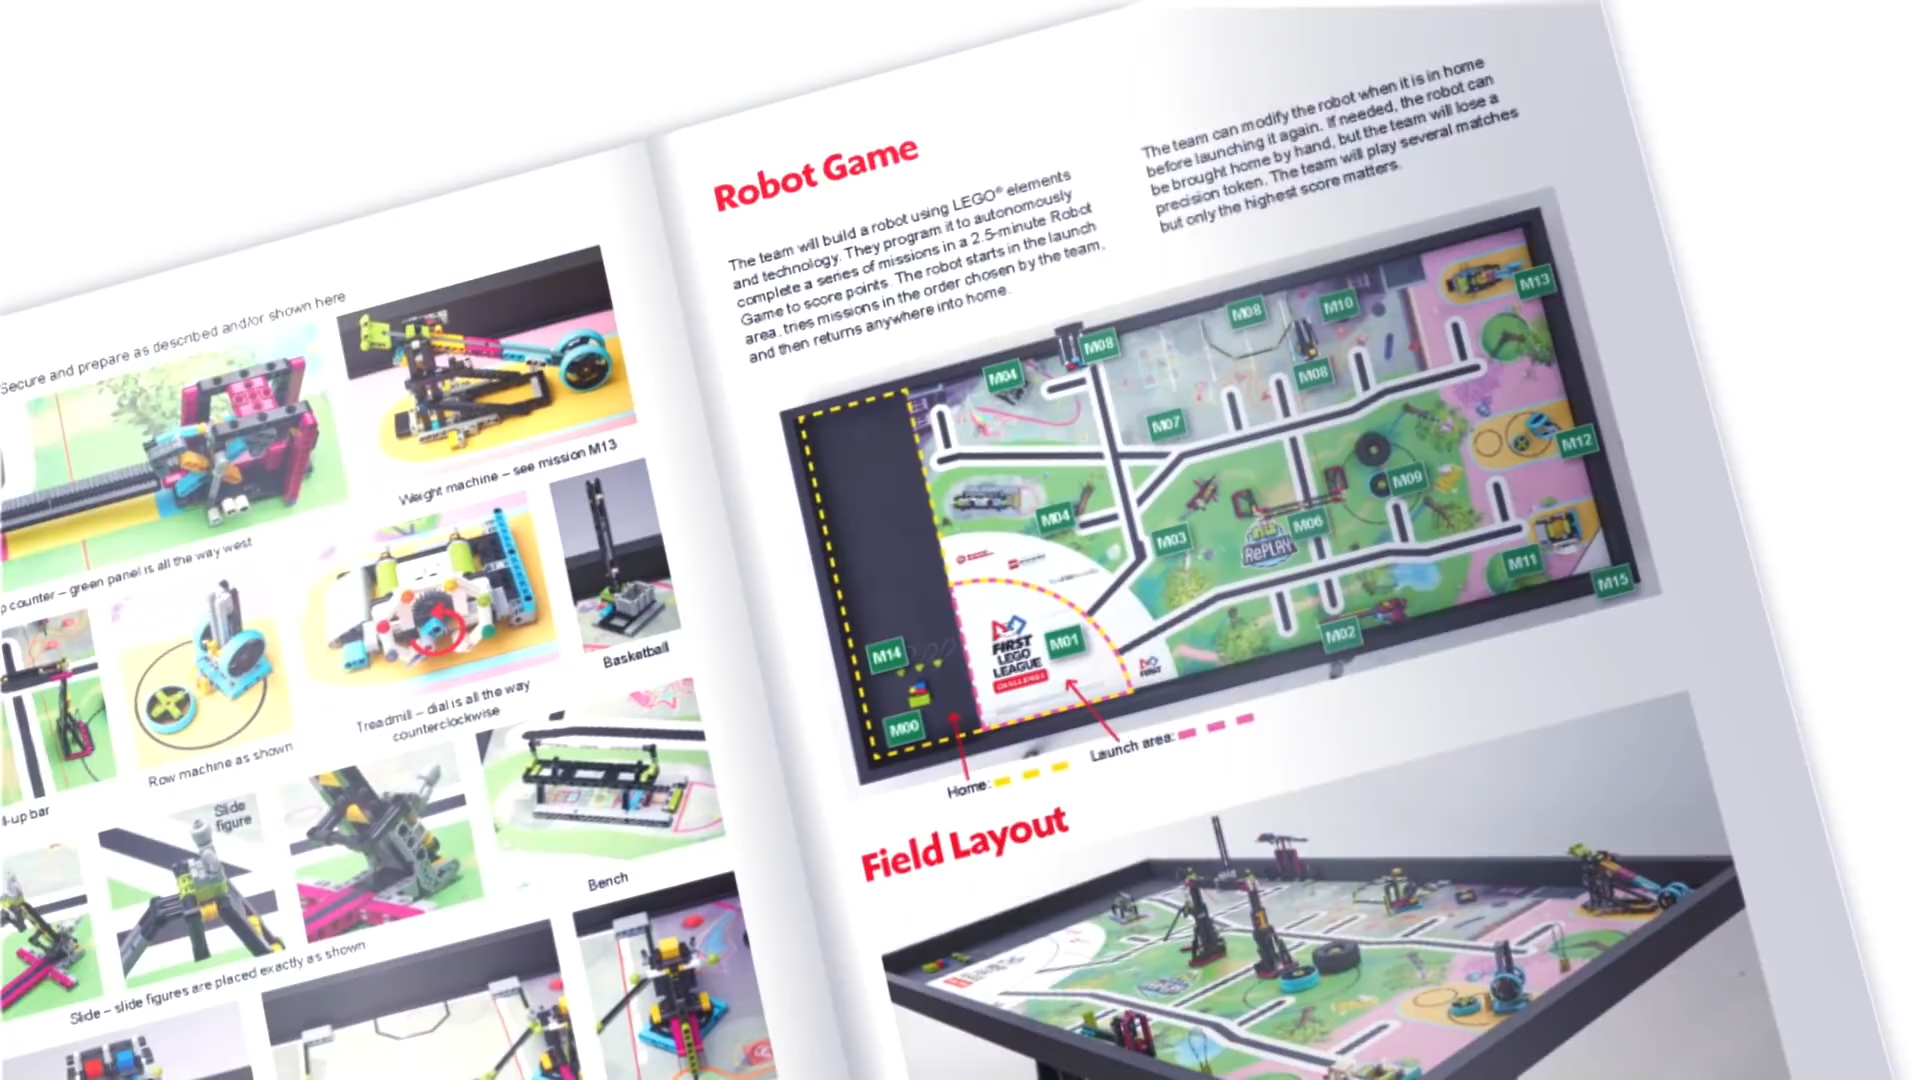 Secure and prepare as described and/or shown here
counter – green panel is all the way west
Weight machine – see mission M13
Row machine as shown
Treadmill – dial is all the way
counterclockwise
Basketball
l-up bar
Slide
figure
Bench
Slide – slide figures are placed exactly as shown
Robot Game
The team will build a robot using LEGO® elements
and technology. They program it to autonomously
complete a series of missions in a 2.5-minute Robot
Game to score points. The robot starts in the launch
area, tries missions in the order chosen by the team,
and then returns anywhere into home.
The team can modify the robot when it is in home
before launching it again. If needed, the robot can
be brought home by hand, but the team will lose a
precision token. The team will play several matches
but only the highest score matters.
M13
M10
M08
M08
M04
M08
M07
M12
M09
M04
M06
M03
RePLAY
M11
M15
M02
M01
M14
M00
FIRST
LEGO
LEAGUE
CHALLENGE
FIRST
Launch area:
Home:
Field Layout